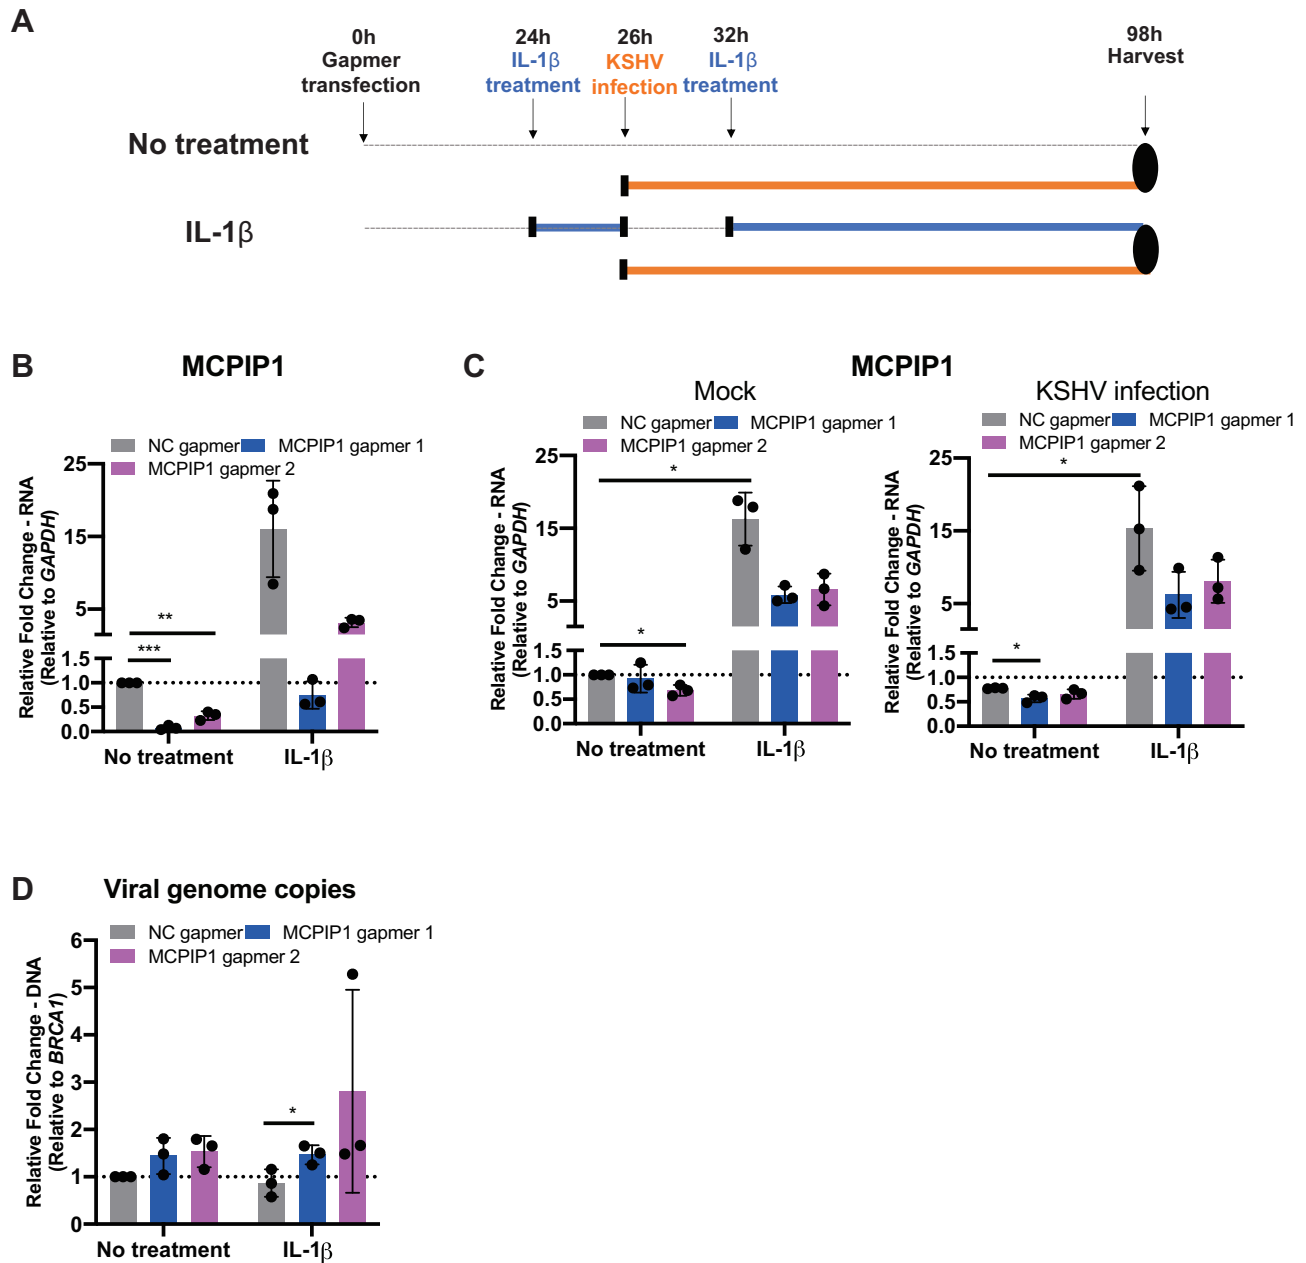 A
0h
Gapmer
transfection
24h
IL-1β
treatment
26h
KSHV
infection
32h
IL-1β
treatment
98h
Harvest
No treatment
IL-1β
B
MCPIP1
NC gapmer
MCPIP1 gapmer 1
MCPIP1 gapmer 2
Relative Fold Change - RNA
(Relative to GAPDH)
25
15
5
1.5
1.0
0.5
0.0
**
***
No treatment
IL-1β
C
MCPIP1
Mock
NC gapmer
MCPIP1 gapmer 1
MCPIP1 gapmer 2
Relative Fold Change - RNA
(Relative to GAPDH)
25
15
5
1.5
1.0
0.5
0.0
*
*
No treatment
IL-1β
KSHV infection
NC gapmer
MCPIP1 gapmer 1
MCPIP1 gapmer 2
Relative Fold Change - RNA
(Relative to GAPDH)
25
15
5
1.5
1.0
0.5
0.0
*
*
No treatment
IL-1β
D
Viral genome copies
NC gapmer
MCPIP1 gapmer 1
MCPIP1 gapmer 2
Relative Fold Change - DNA
(Relative to BRCA1)
6
5
4
3
2
1
0
*
No treatment
IL-1β